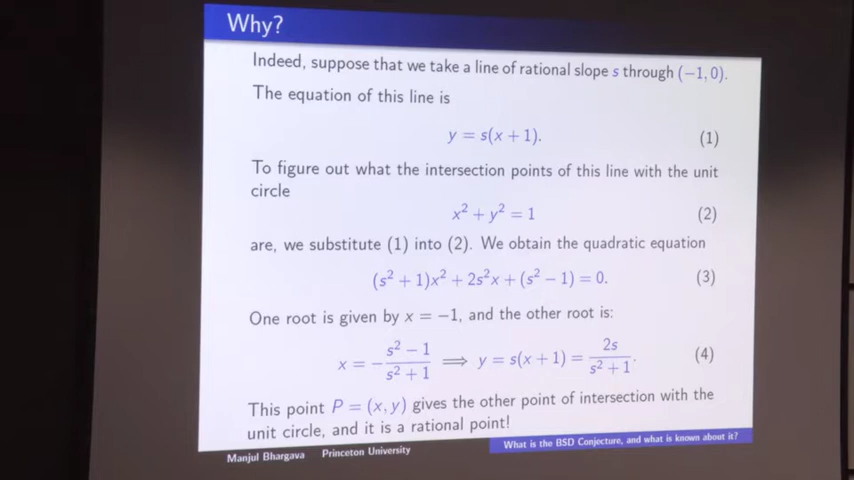 Why?
Indeed, suppose that we take a line of rational slope s through (−1, 0).
The equation of this line is
y = s(x + 1). (1)
To figure out what the intersection points of this line with the unit
circle
x² + y² = 1 (2)
are, we substitute (1) into (2). We obtain the quadratic equation
(s² + 1)x² + 2s²x + (s² − 1) = 0. (3)
One root is given by x = −1, and the other root is:
x = −(s² − 1)/(s² + 1) ⟹ y = s(x + 1) = 2s/(s² + 1). (4)
This point P = (x, y) gives the other point of intersection with the
unit circle, and it is a rational point!
Manjul Bhargava Princeton University What is the BSD Conjecture, and what is known about it?